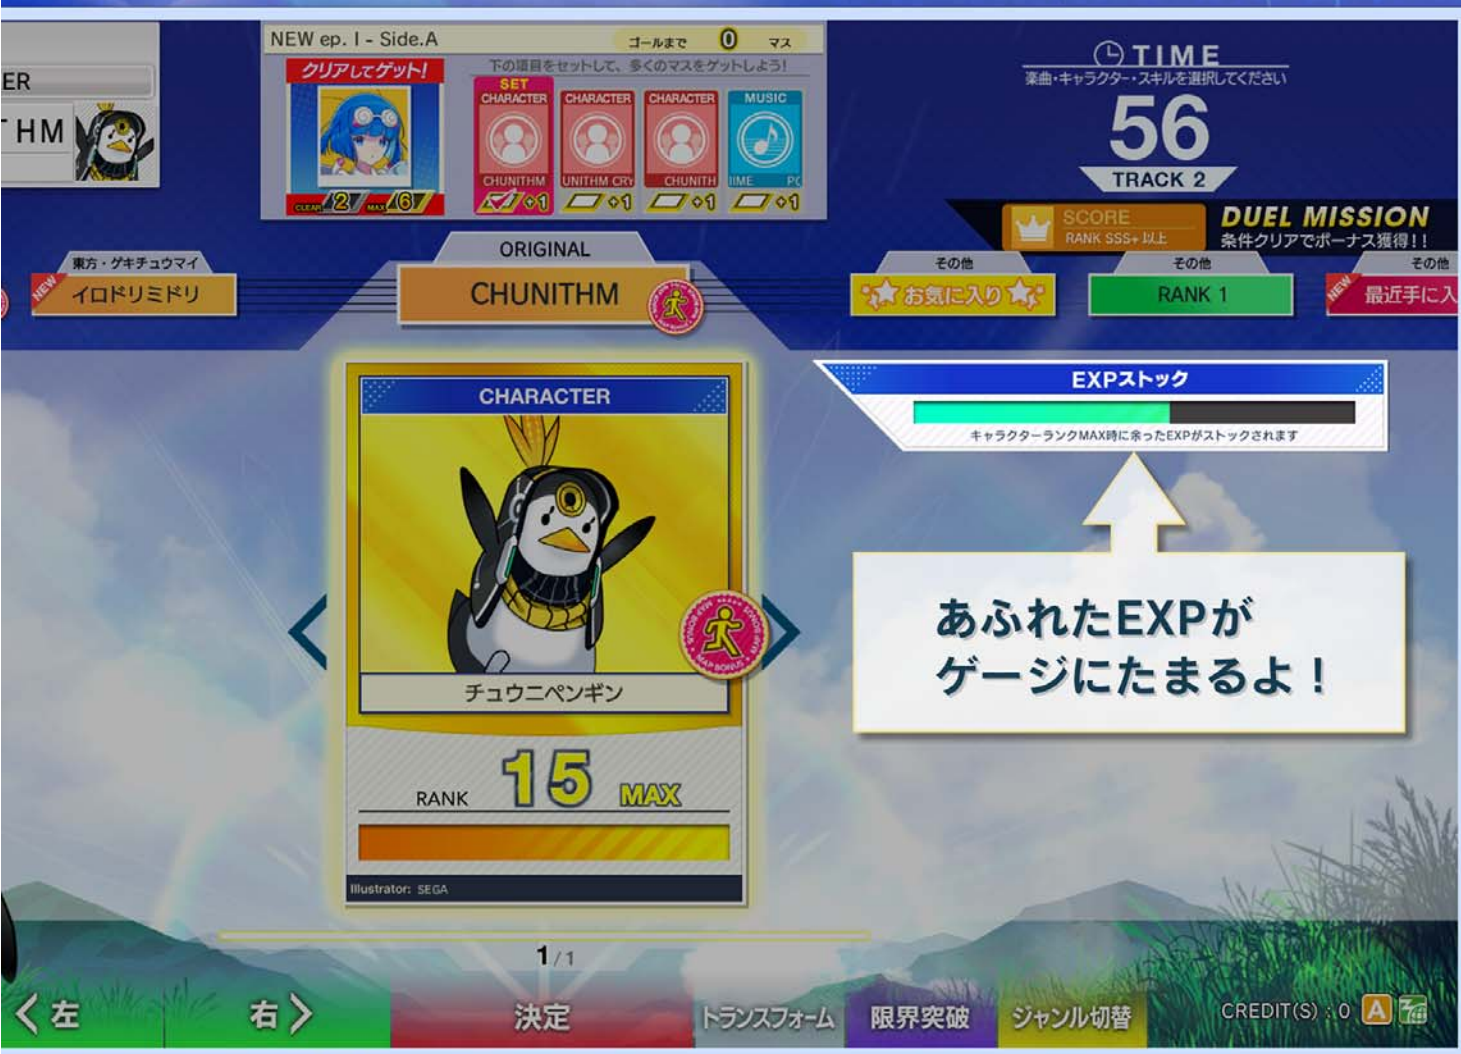 ER
THM
NEW ep. I - Side.A
ゴールまで 0 マス
クリアしてゲット!
下の項目をセットして、多くのマスをゲットしよう!
SET
CHARACTER
CHARACTER
CHARACTER
MUSIC
CHUNITHM
UNITHM CRY
CHUNITH
IIME PO
CLEAR 2 MAX 6
+1
+1
+1
+1
TIME
楽曲・キャラクター・スキルを選択してください
56
TRACK 2
SCORE
RANK SSS+ 以上
DUEL MISSION
条件クリアでボーナス獲得!!
東方・ゲキチュウマイ
NEW
イロドリミドリ
ORIGINAL
CHUNITHM
その他
お気に入り
その他
RANK 1
その他
NEW
最近手に入
CHARACTER
チュウニペンギン
MAP BONUS
RANK 15 MAX
Illustrator: SEGA
EXPストック
キャラクターランクMAX時に余ったEXPがストックされます
あふれたEXPが
ゲージにたまるよ!
1/1
左
右
決定
トランスフォーム
限界突破
ジャンル切替
CREDIT(S) : 0 A